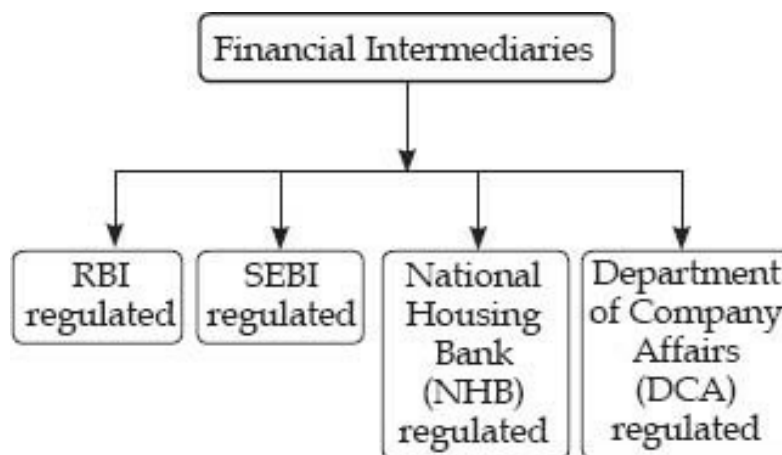 Financial Intermediaries
RBI
regulated
SEBI
regulated
National
Housing
Bank
(NHB)
regulated
Department
of Company
Affairs
(DCA)
regulated